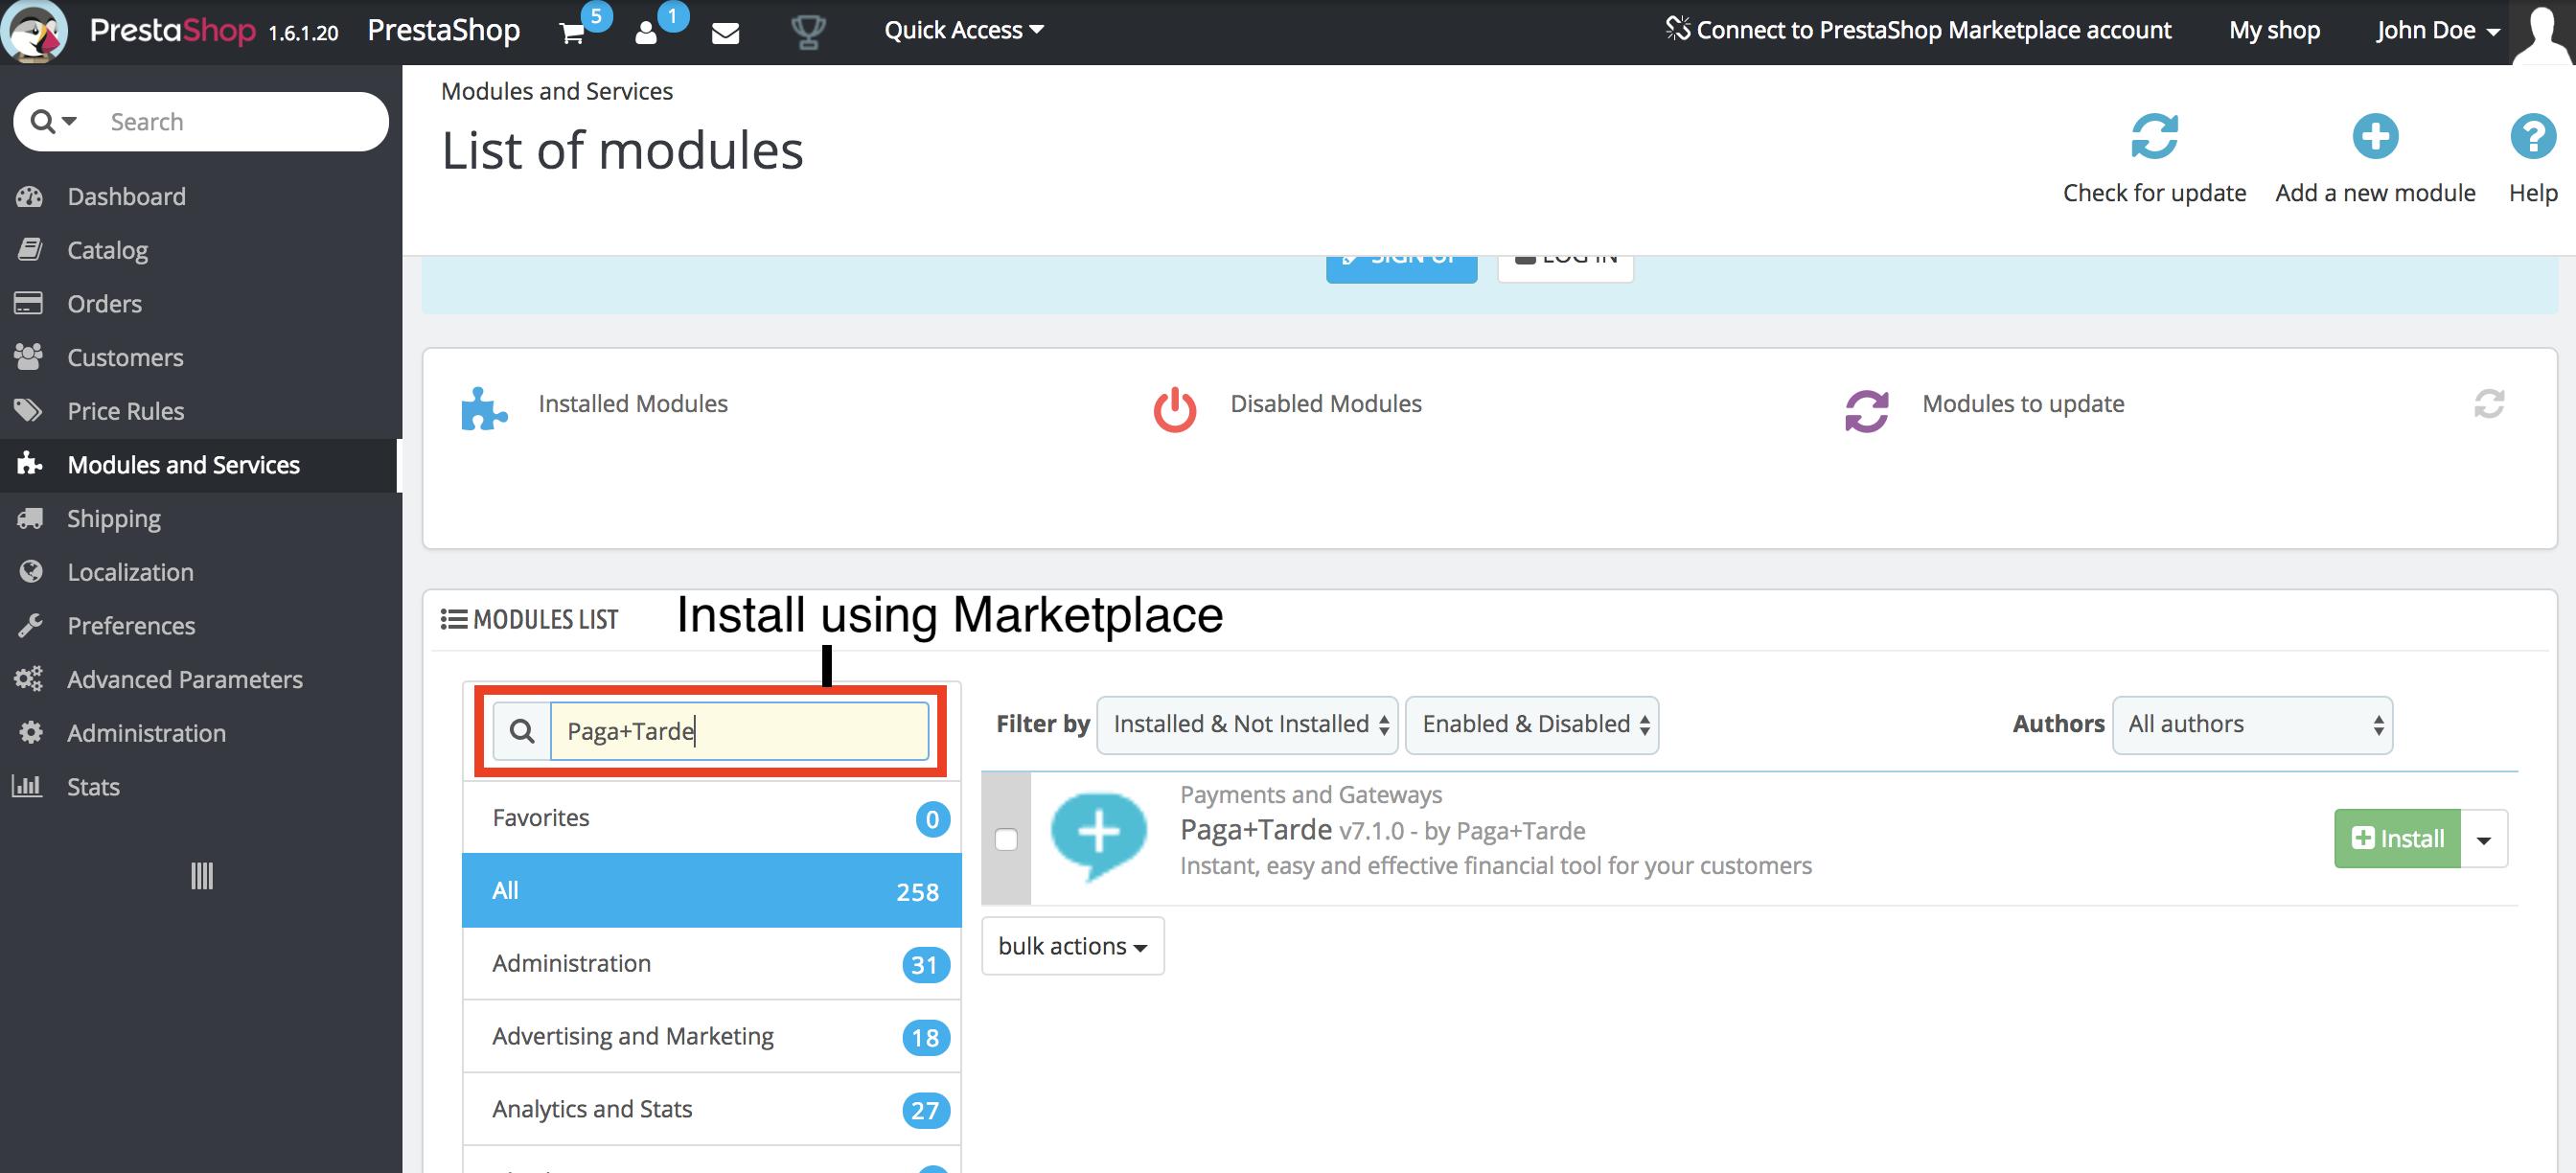 PrestaShop 1.6.1.20 PrestaShop 5 1 Quick Access Connect to PrestaShop Marketplace account My shop John Doe
Search
Dashboard
Catalog
Orders
Customers
Price Rules
Modules and Services
Shipping
Localization
Preferences
Advanced Parameters
Administration
Stats
Modules and Services
List of modules
Check for update Add a new module Help
SIGN UP LOG IN
Installed Modules Disabled Modules Modules to update
MODULES LIST Install using Marketplace
Paga+Tarde
Favorites 0
All 258
Administration 31
Advertising and Marketing 18
Analytics and Stats 27
Filter by Installed & Not Installed Enabled & Disabled Authors All authors
Payments and Gateways
Paga+Tarde v7.1.0 - by Paga+Tarde
Instant, easy and effective financial tool for your customers
Install
bulk actions